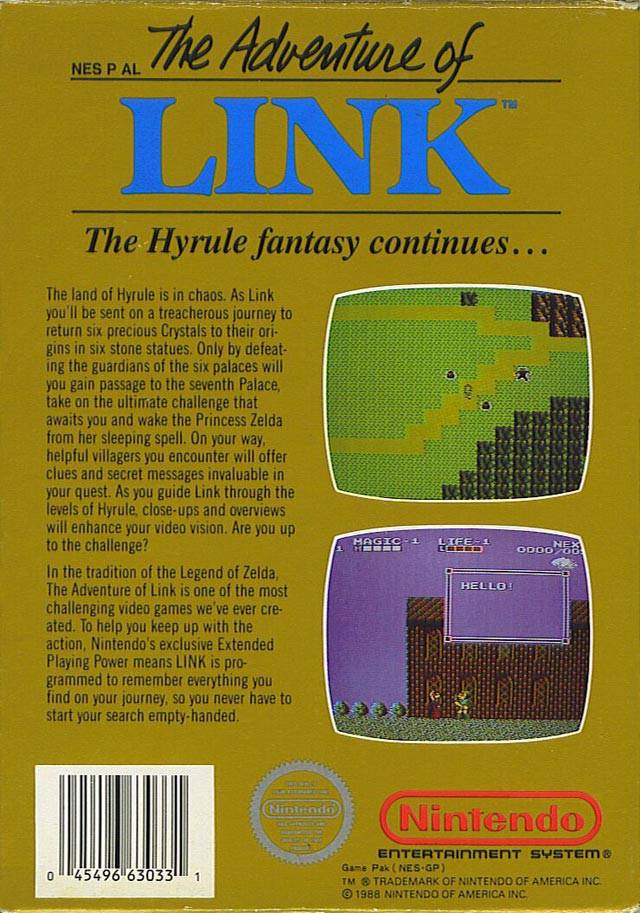 NES P AL The Adventure of
LINK™
The Hyrule fantasy continues...
The land of Hyrule is in chaos. As Link
you'll be sent on a treacherous journey to
return six precious Crystals to their ori-
gins in six stone statues. Only by defeat-
ing the guardians of the six palaces will
you gain passage to the seventh Palace,
take on the ultimate challenge that
awaits you and wake the Princess Zelda
from her sleeping spell. On your way,
helpful villagers you encounter will offer
clues and secret messages invaluable in
your quest. As you guide Link through the
levels of Hyrule, close-ups and overviews
will enhance your video vision. Are you up
to the challenge?
In the tradition of the Legend of Zelda,
The Adventure of Link is one of the most
challenging video games we've ever cre-
ated. To help you keep up with the
action, Nintendo's exclusive Extended
Playing Power means LINK is pro-
grammed to remember everything you
find on your journey, so you never have to
start your search empty-handed.
MAGIC-1 LIFE-1 NEX
1 0000/00
HELLO!
0 45496 63033 1
Nintendo
Nintendo
ENTERTAINMENT SYSTEM®
Game Pak (NES-GP)
TM ® TRADEMARK OF NINTENDO OF AMERICA INC.
© 1988 NINTENDO OF AMERICA INC.